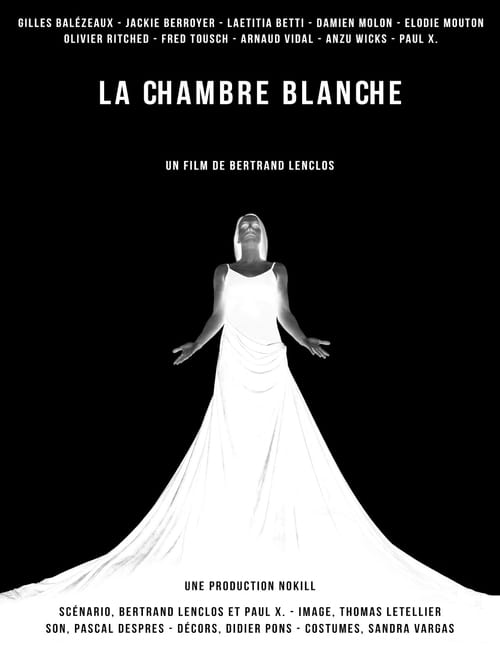 GILLES BALÉZEAUX - JACKIE BERROYER - LAETITIA BETTI - DAMIEN MOLON - ELODIE MOUTON
OLIVIER RITCHED - FRED TOUSCH - ARNAUD VIDAL - ANZU WICKS - PAUL X.
LA CHAMBRE BLANCHE
UN FILM DE BERTRAND LENCLOS
UNE PRODUCTION NOKILL
SCÉNARIO, BERTRAND LENCLOS ET PAUL X. - IMAGE, THOMAS LETELLIER
SON, PASCAL DESPRES - DÉCORS, DIDIER PONS - COSTUMES, SANDRA VARGAS